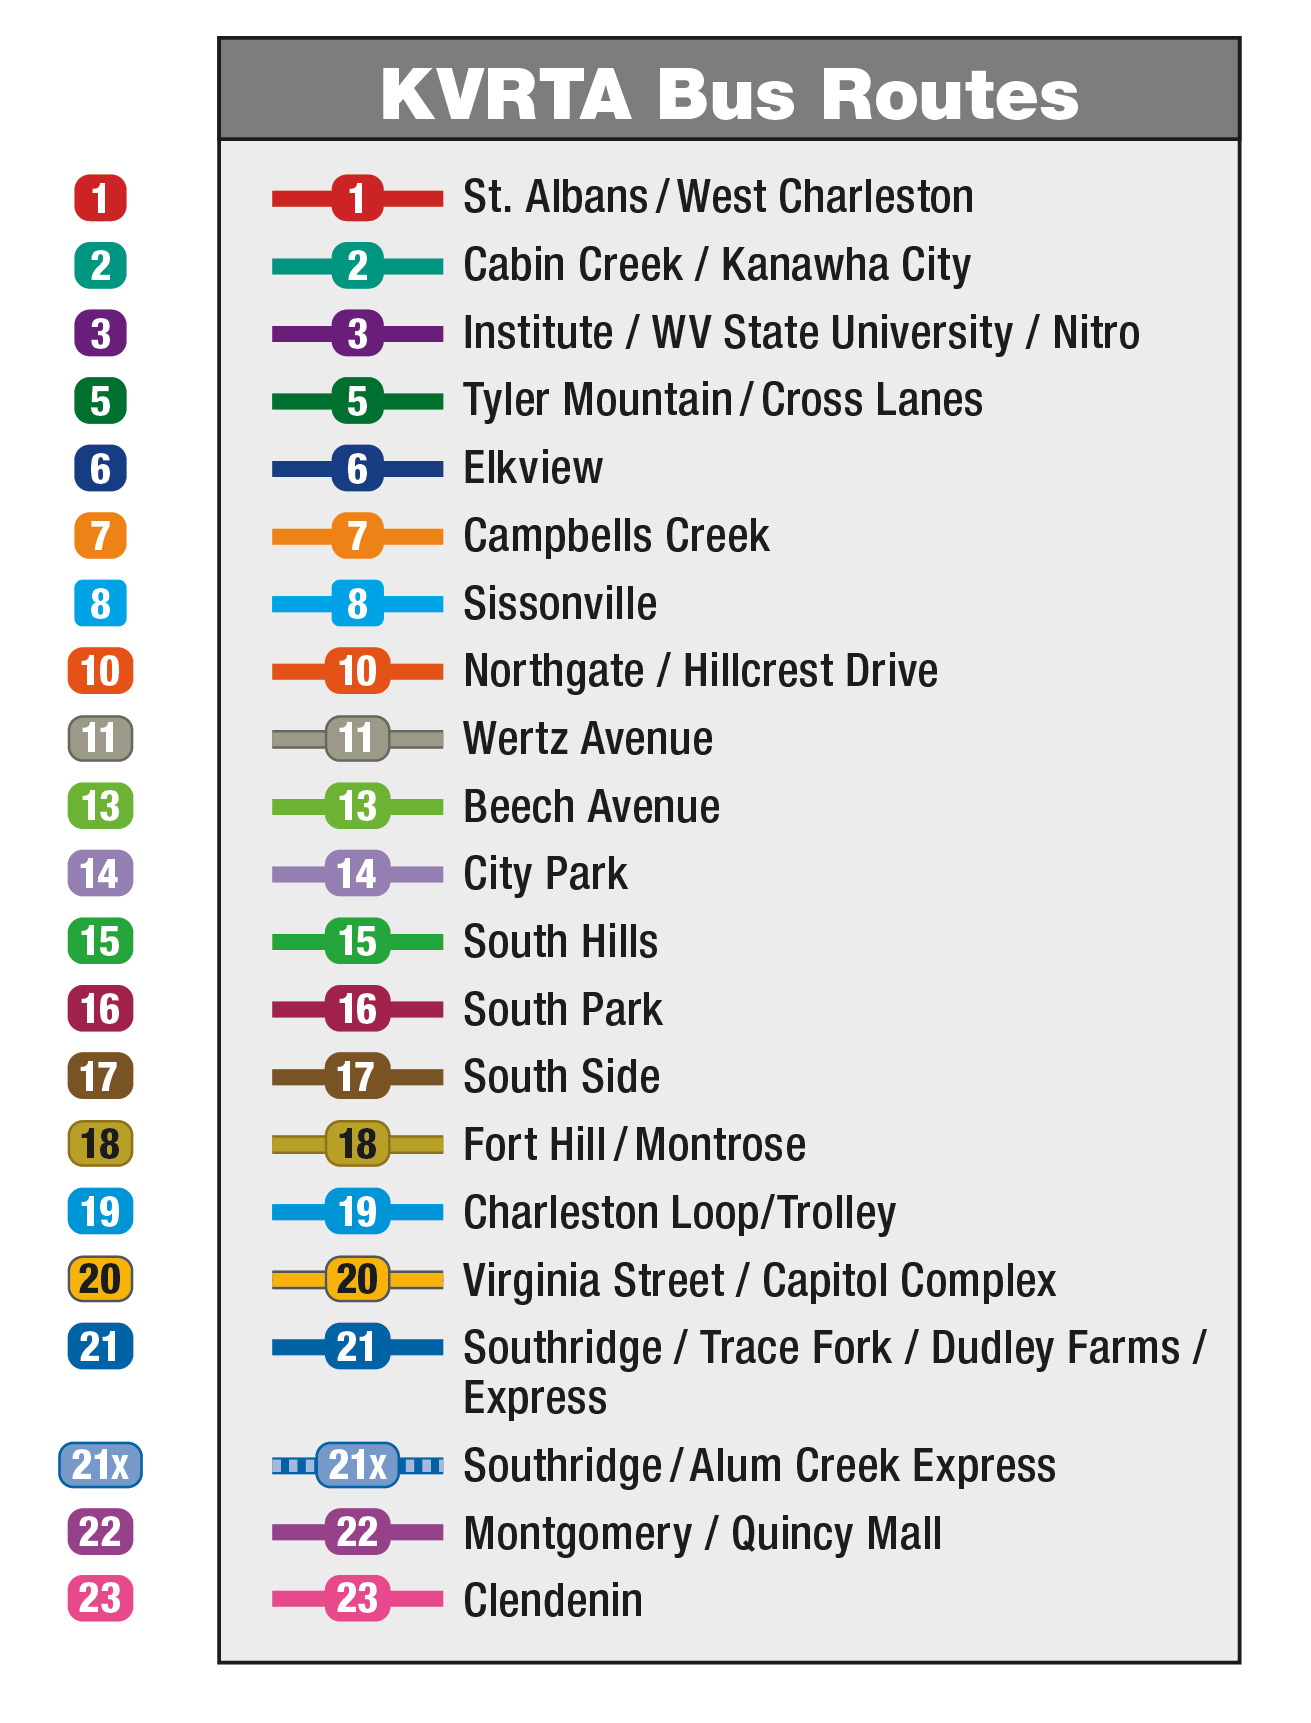 KVRTA Bus Routes
1 1 St. Albans / West Charleston
2 2 Cabin Creek / Kanawha City
3 3 Institute / WV State University / Nitro
5 5 Tyler Mountain / Cross Lanes
6 6 Elkview
7 7 Campbells Creek
8 8 Sissonville
10 10 Northgate / Hillcrest Drive
11 11 Wertz Avenue
13 13 Beech Avenue
14 14 City Park
15 15 South Hills
16 16 South Park
17 17 South Side
18 18 Fort Hill / Montrose
19 19 Charleston Loop/Trolley
20 20 Virginia Street / Capitol Complex
21 21 Southridge / Trace Fork / Dudley Farms /
Express
21x 21x Southridge / Alum Creek Express
22 22 Montgomery / Quincy Mall
23 23 Clendenin